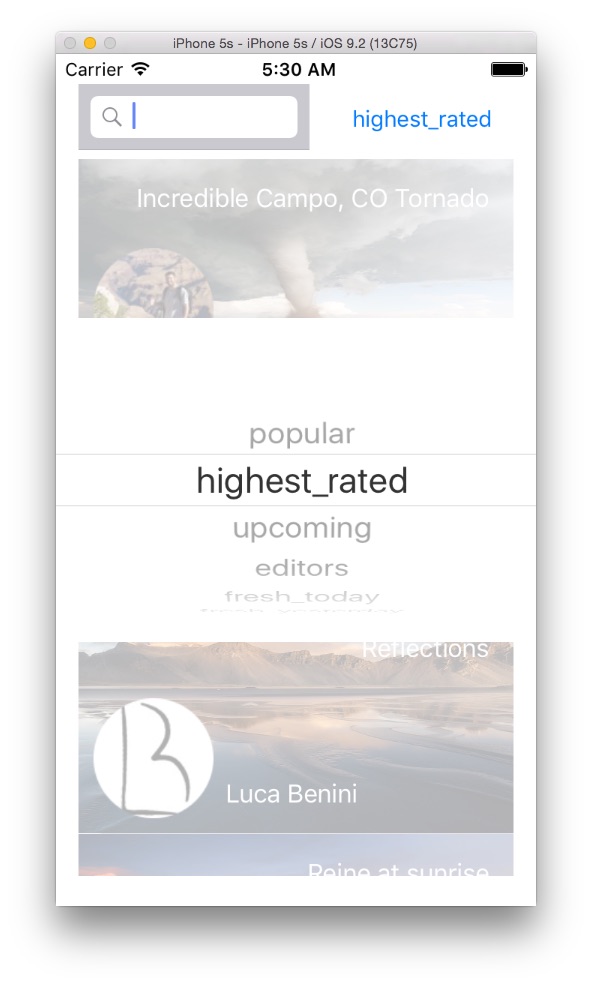 iPhone 5s - iPhone 5s / iOS 9.2 (13C75)
Carrier 5:30 AM
highest_rated
Incredible Campo, CO Tornado
popular
highest_rated
upcoming
editors
fresh_today
fresh_yesterday
Reflections
Luca Benini
Reine at sunrise